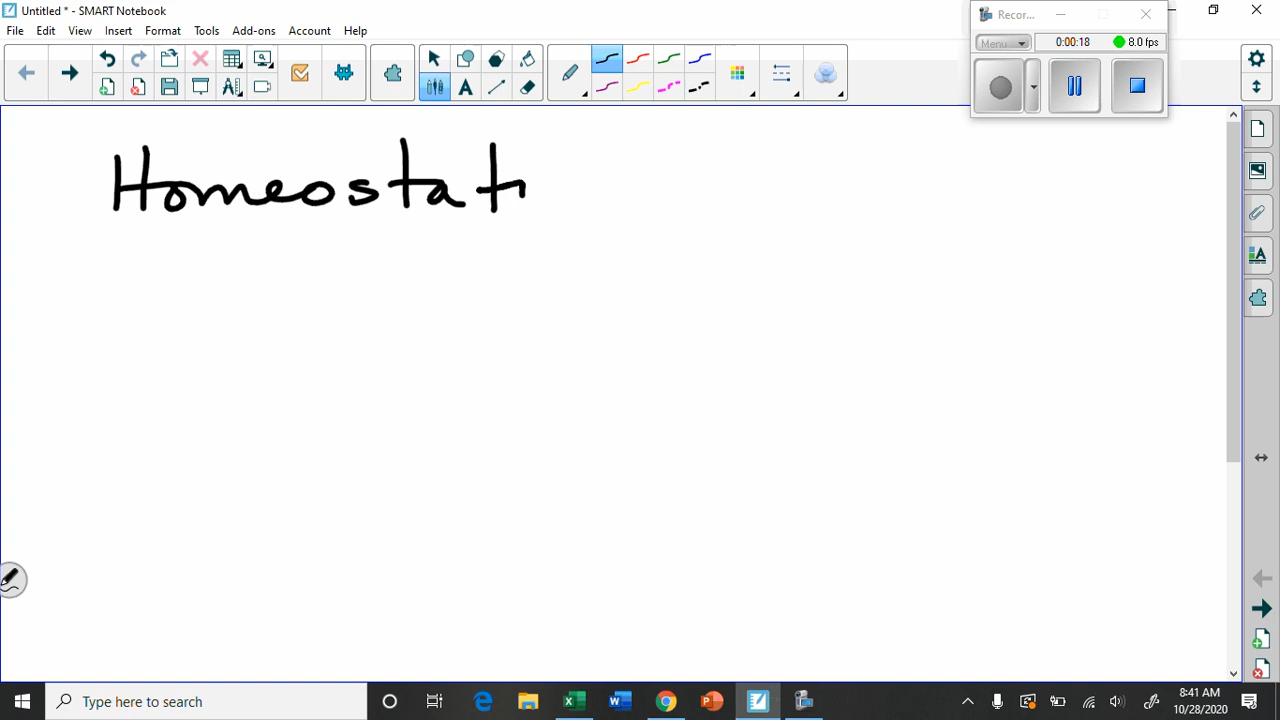 Untitled * - SMART Notebook
Recor...
File Edit View Insert Format Tools Add-ons Account Help
Menu 0:00:18 8.0 fps
A
A
Homeostati
Type here to search
8:41 AM
10/28/2020